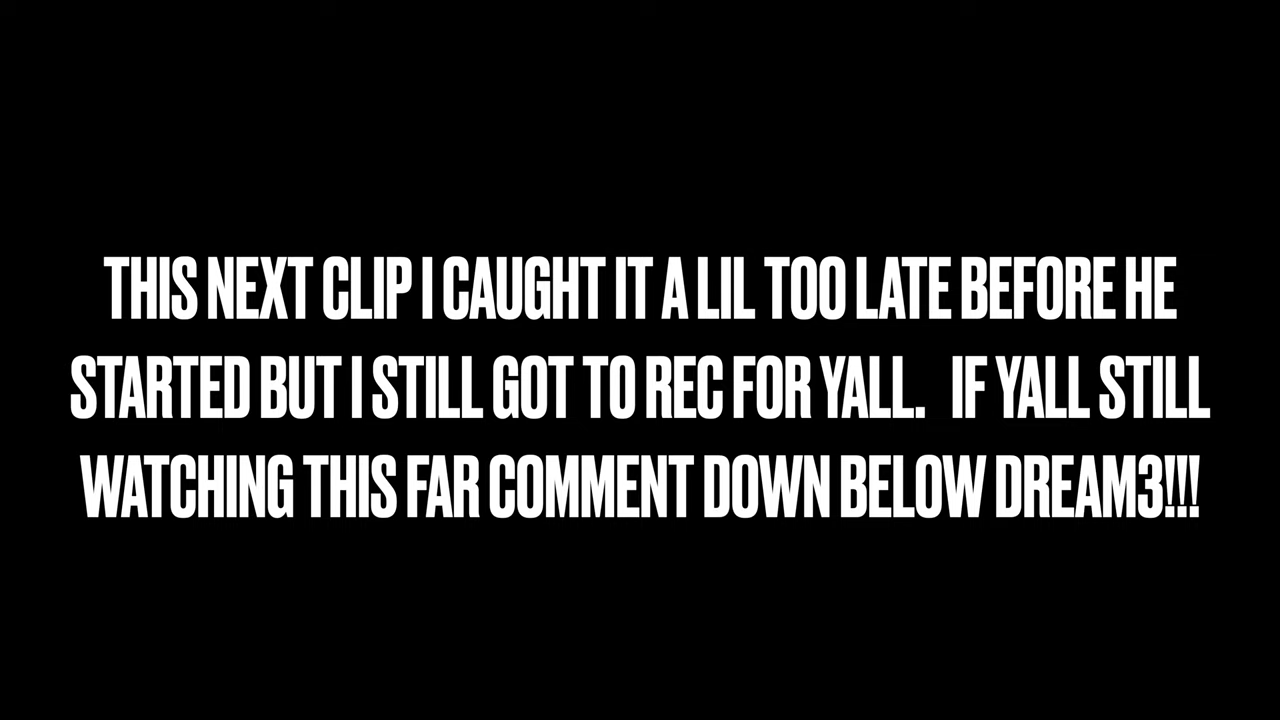 THIS NEXT CLIP I CAUGHT IT A LIL TOO LATE BEFORE HE
STARTED BUT I STILL GOT TO REC FOR YALL. IF YALL STILL
WATCHING THIS FAR COMMENT DOWN BELOW DREAM3!!!